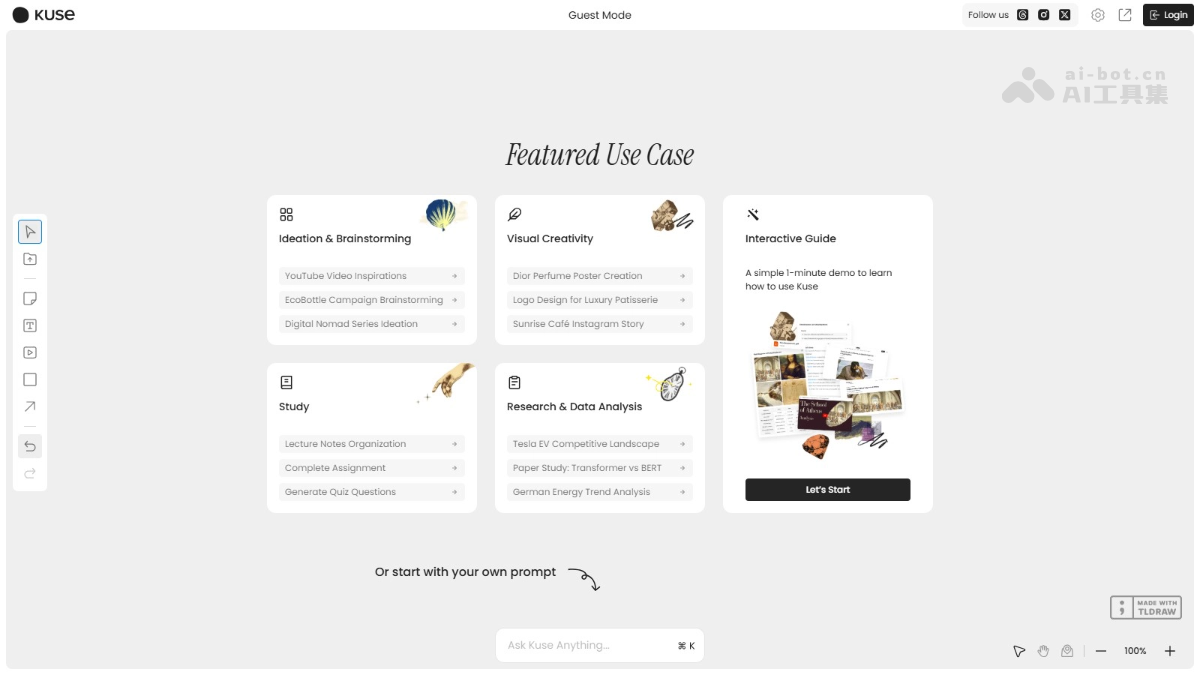 KUSE
Guest Mode
Follow us
Login
ai-bot.cn
AI工具集
Featured Use Case
Ideation & Brainstorming
YouTube Video Inspirations
EcoBottle Campaign Brainstorming
Digital Nomad Series Ideation
Visual Creativity
Dior Perfume Poster Creation
Logo Design for Luxury Patisserie
Sunrise Café Instagram Story
Interactive Guide
A simple 1-minute demo to learn
how to use Kuse
The School
of Athens
Let's Start
Study
Lecture Notes Organization
Complete Assignment
Generate Quiz Questions
Research & Data Analysis
Tesla EV Competitive Landscape
Paper Study: Transformer vs BERT
German Energy Trend Analysis
Or start with your own prompt
Ask Kuse Anything...
⌘ K
MADE WITH
TLDRAW
100%